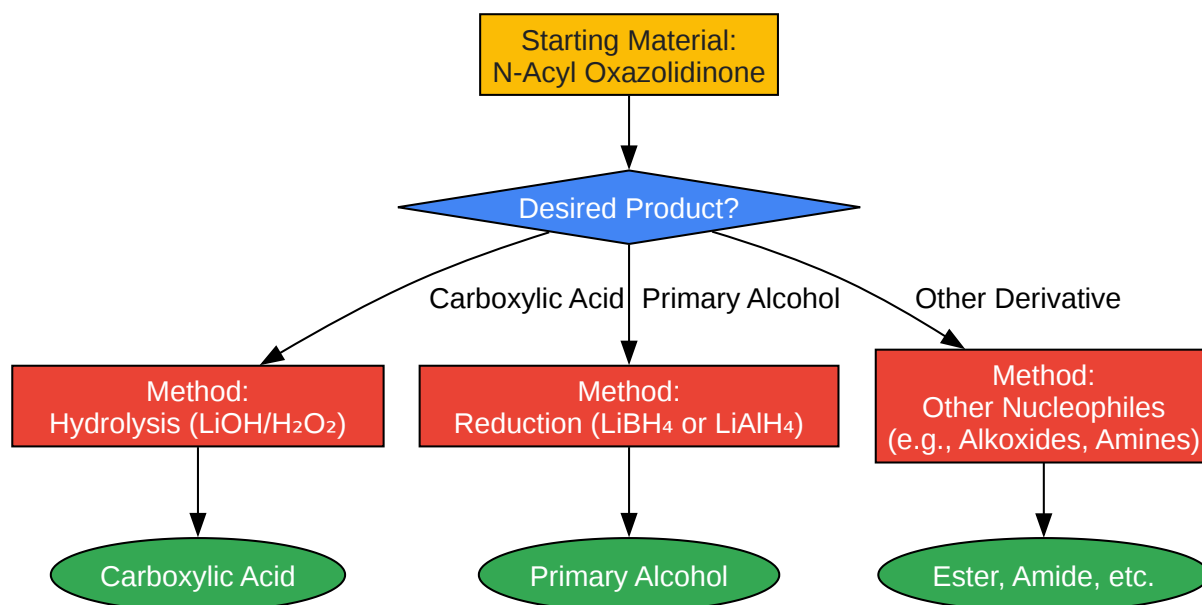 Starting Material:
N-Acyl Oxazolidinone
Desired Product?
Carboxylic Acid
Primary Alcohol
Other Derivative
Method:
Hydrolysis (LiOH/H₂O₂)
Method:
Reduction (LiBH₄ or LiAlH₄)
Method:
Other Nucleophiles
(e.g., Alkoxides, Amines)
Carboxylic Acid
Primary Alcohol
Ester, Amide, etc.